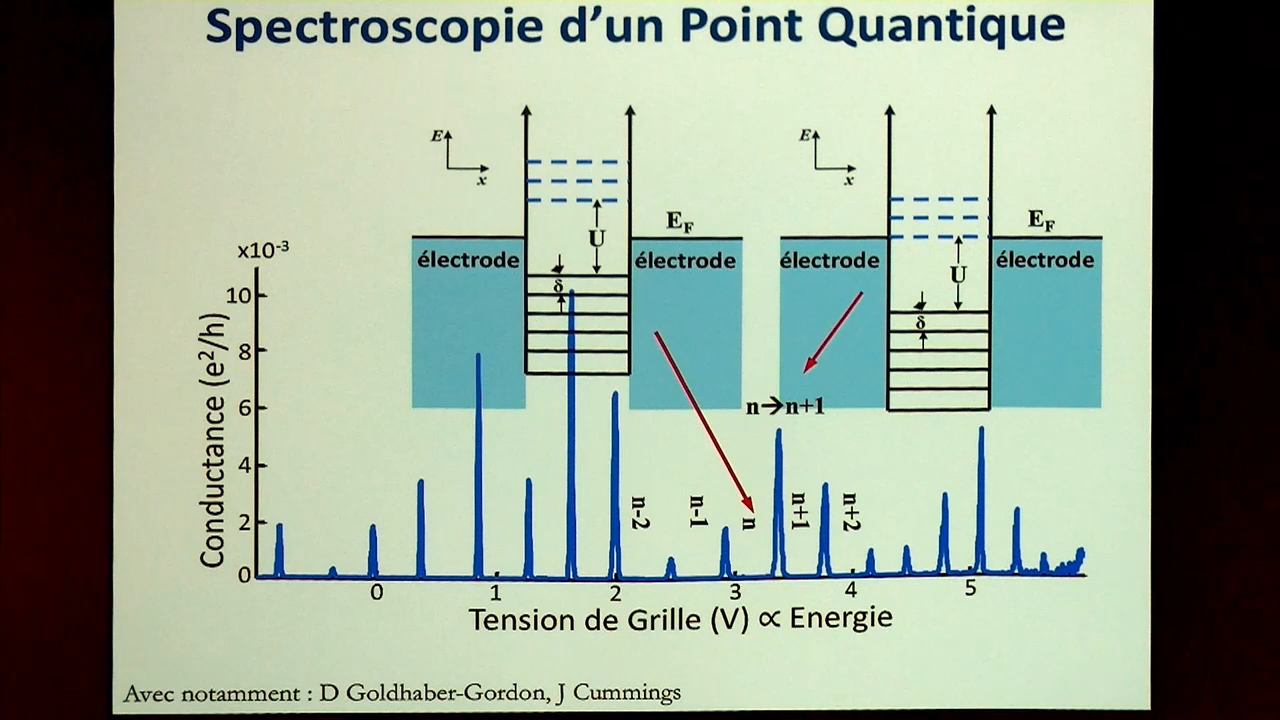 Spectroscopie d’un Point Quantique
E
x
E
x
E_F
E_F
U
U
électrode
électrode
électrode
électrode
δ
δ
x10⁻³
10
8
6
4
2
0
Conductance (e²/h)
n→n+1
n-2
n-1
n
n+1
n+2
0 1 2 3 4 5
Tension de Grille (V) ∝ Energie
Avec notamment : D Goldhaber-Gordon, J Cummings